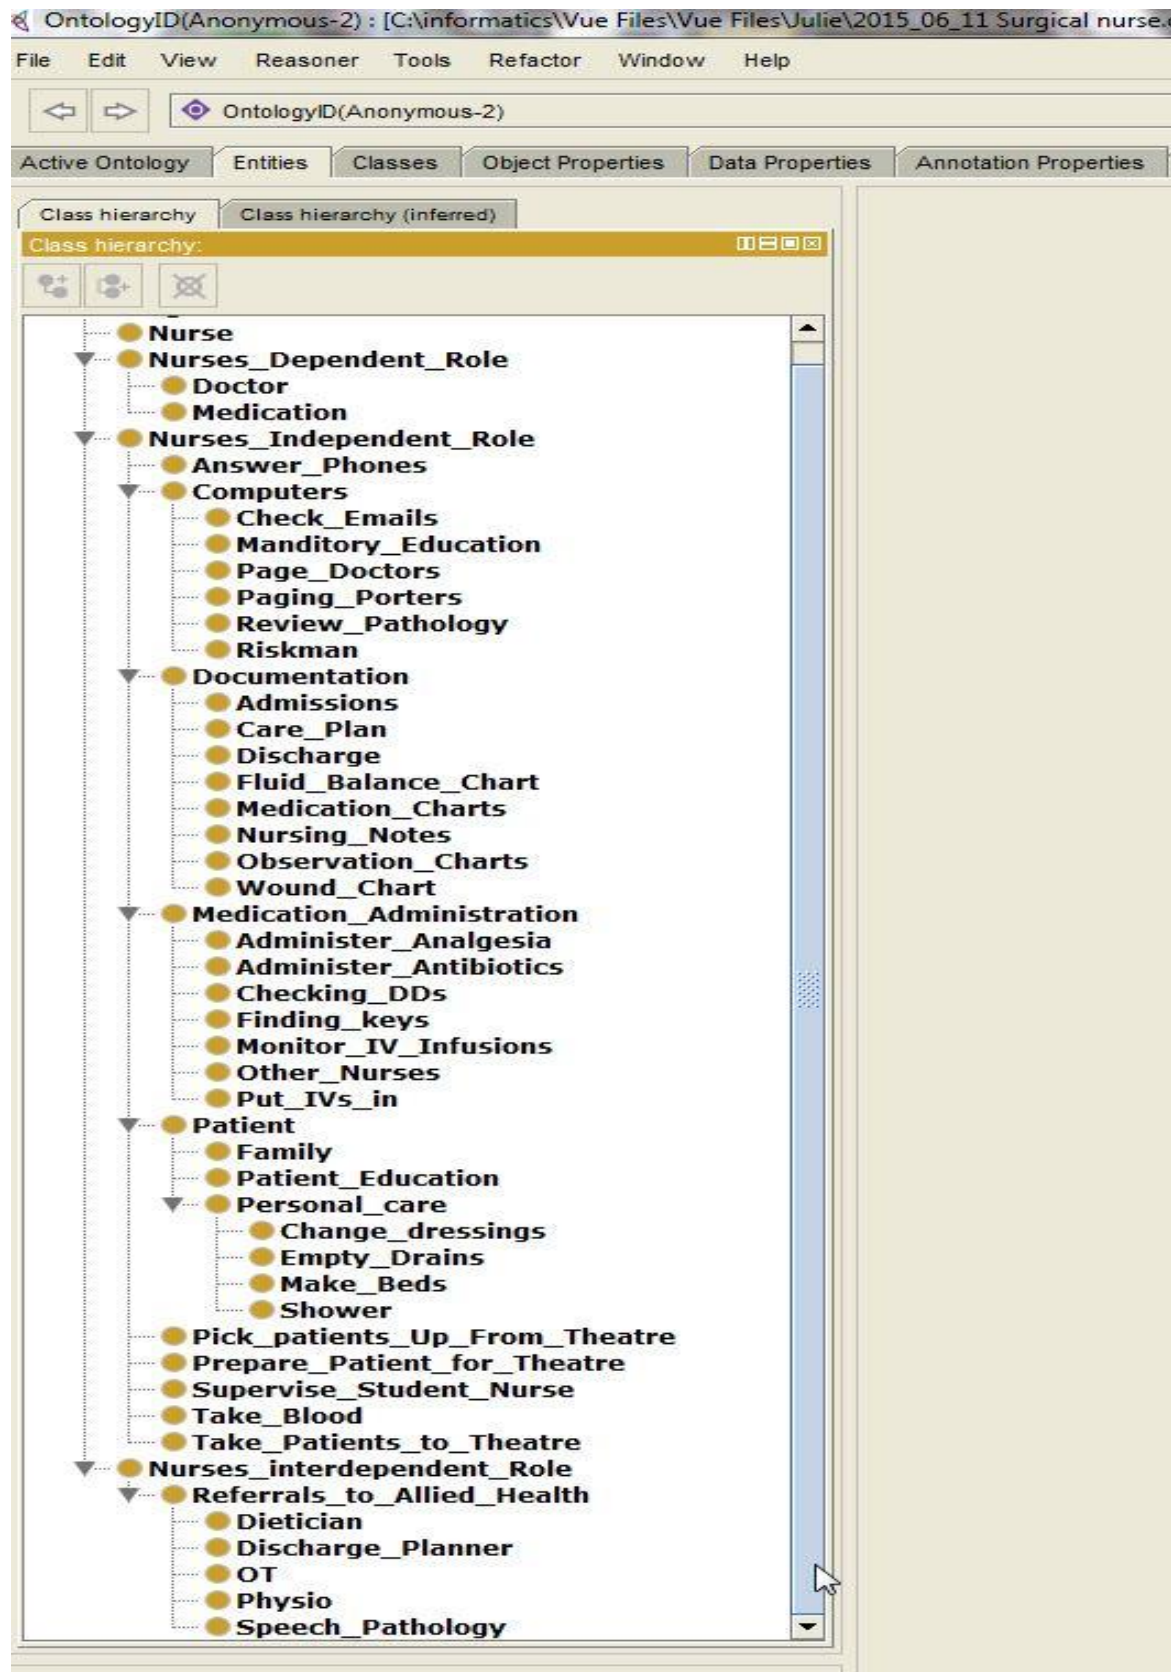 OntologyID(Anonymous-2) : [C:\informatics\Vue Files\Vue Files\Julie\2015_06_11 Surgical nurse.
File Edit View Reasoner Tools Refactor Window Help
OntologyID(Anonymous-2)
Active Ontology Entities Classes Object Properties Data Properties Annotation Properties
Class hierarchy Class hierarchy (inferred)
Class hierarchy:
Nurse
Nurses_Dependent_Role
Doctor
Medication
Nurses_Independent_Role
Answer_Phones
Computers
Check_Emails
Manditory_Education
Page_Doctors
Paging_Porters
Review_Pathology
Riskman
Documentation
Admissions
Care_Plan
Discharge
Fluid_Balance_Chart
Medication_Charts
Nursing_Notes
Observation_Charts
Wound_Chart
Medication_Administration
Administer_Analgesia
Administer_Antibiotics
Checking_DDs
Finding_keys
Monitor_IV_Infusions
Other_Nurses
Put_IVs_in
Patient
Family
Patient_Education
Personal_care
Change_dressings
Empty_Drains
Make_Beds
Shower
Pick_patients_Up_From_Theatre
Prepare_Patient_for_Theatre
Supervise_Student_Nurse
Take_Blood
Take_Patients_to_Theatre
Nurses_interdependent_Role
Referrals_to_Allied_Health
Dietician
Discharge_Planner
OT
Physio
Speech_Pathology